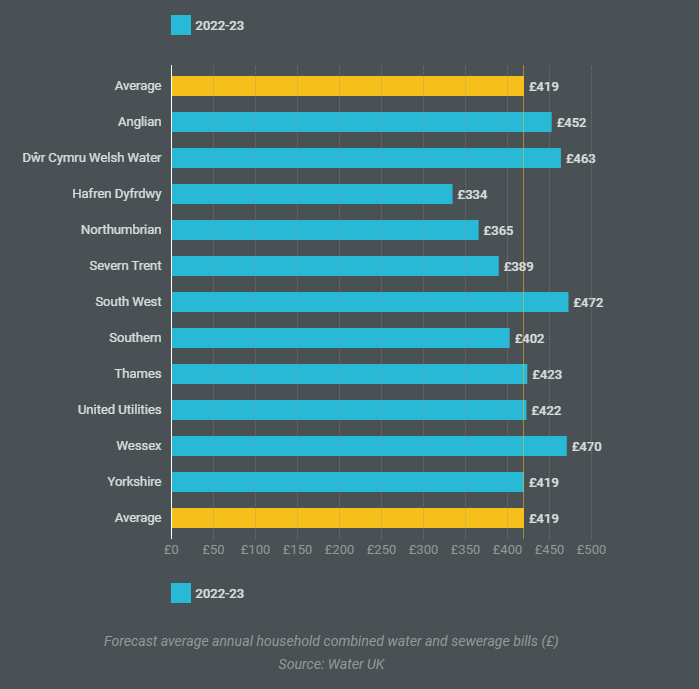 2022-23
Average £419
Anglian £452
Dŵr Cymru Welsh Water £463
Hafren Dyfrdwy £334
Northumbrian £365
Severn Trent £389
South West £472
Southern £402
Thames £423
United Utilities £422
Wessex £470
Yorkshire £419
Average £419
£0 £50 £100 £150 £200 £250 £300 £350 £400 £450 £500
2022-23
Forecast average annual household combined water and sewerage bills (£)
Source: Water UK